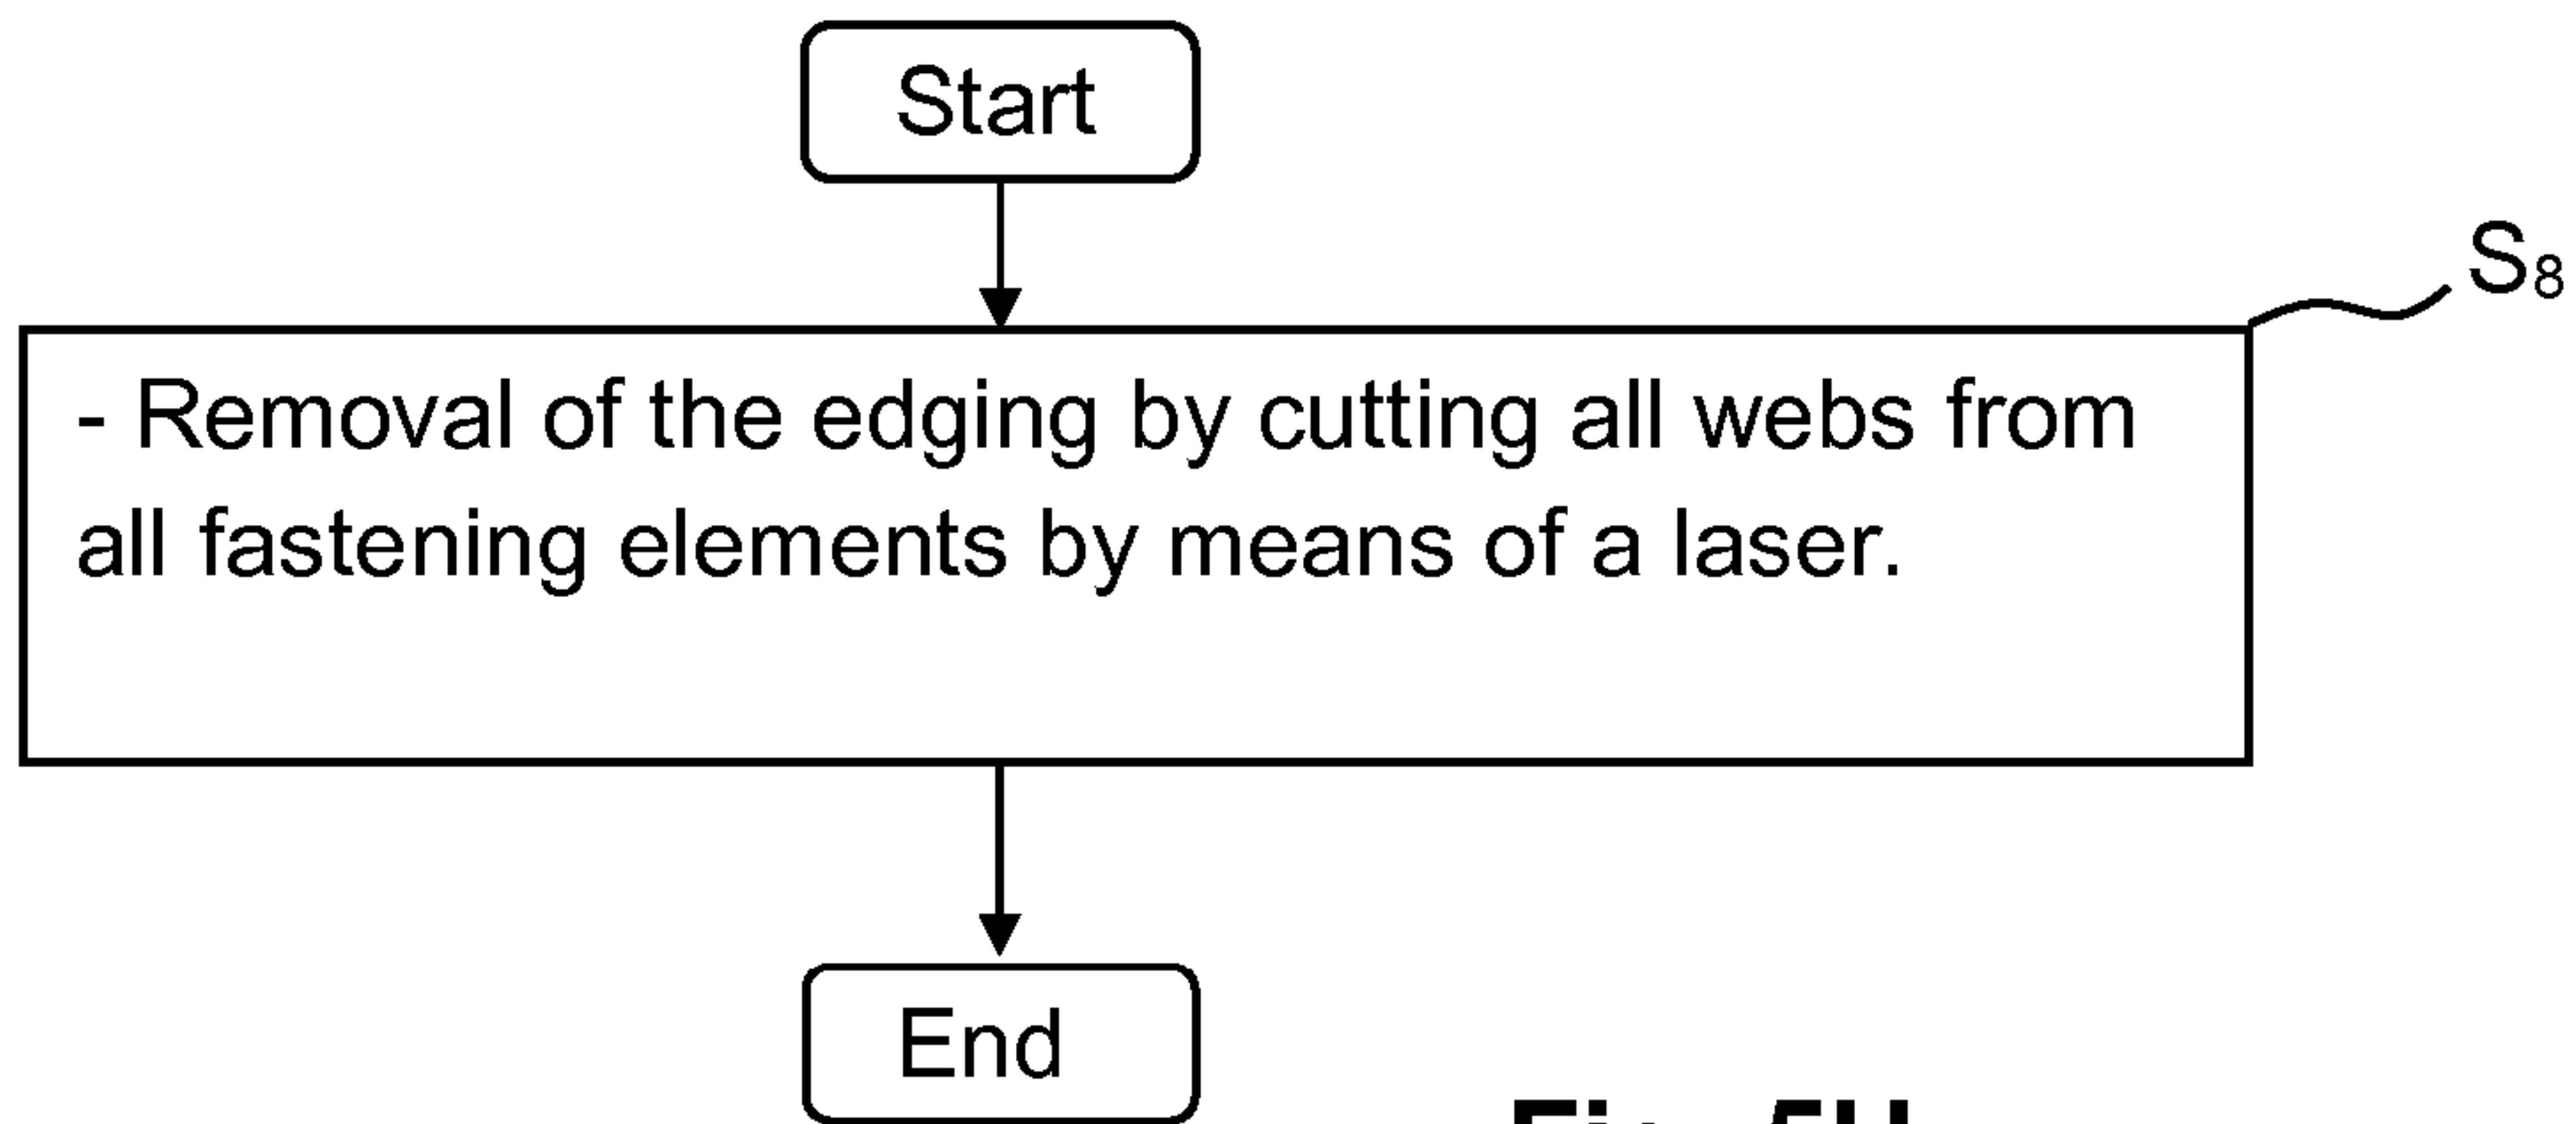 Start
S8
- Removal of the edging by cutting all webs from
all fastening elements by means of a laser.
End